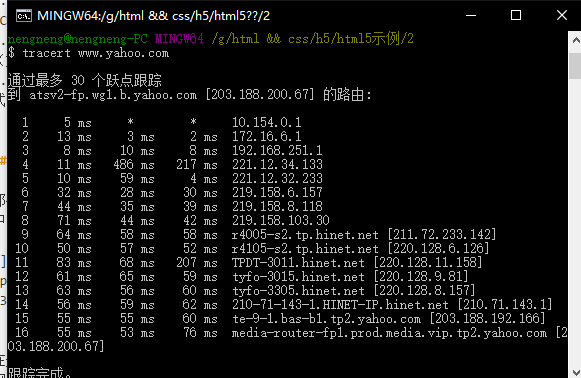 MINGW64:/g/html && css/h5/html5??/2
nengneng@nengneng-PC MINGW64 /g/html && css/h5/html5示例/2
$ tracert www.yahoo.com
通过最多 30 个跃点跟踪
到 atsv2-fp.wg1.b.yahoo.com [203.188.200.67] 的路由:
1 5 ms * * 10.154.0.1
2 13 ms 3 ms 2 ms 172.16.6.1
3 8 ms 10 ms 8 ms 192.168.251.1
4 11 ms 486 ms 217 ms 221.12.34.133
5 10 ms 59 ms 4 ms 221.12.32.233
6 32 ms 28 ms 30 ms 219.158.6.157
7 44 ms 35 ms 39 ms 219.158.8.118
8 71 ms 44 ms 42 ms 219.158.103.30
9 64 ms 58 ms 58 ms r4005-s2.tp.hinet.net [211.72.233.142]
10 50 ms 57 ms 52 ms r4105-s2.tp.hinet.net [220.128.6.126]
11 83 ms 68 ms 207 ms TPDT-3011.hinet.net [220.128.11.158]
12 61 ms 65 ms 59 ms tyfo-3015.hinet.net [220.128.9.81]
13 63 ms 56 ms 60 ms tyfo-3305.hinet.net [220.128.8.157]
14 56 ms 59 ms 62 ms 210-71-143-1.HINET-IP.hinet.net [210.71.143.1]
15 55 ms 55 ms 60 ms te-9-1.bas-b1.tp2.yahoo.com [203.188.192.166]
16 55 ms 53 ms 76 ms media-router-fp1.prod.media.vip.tp2.yahoo.com [2
03.188.200.67]
跟踪完成。